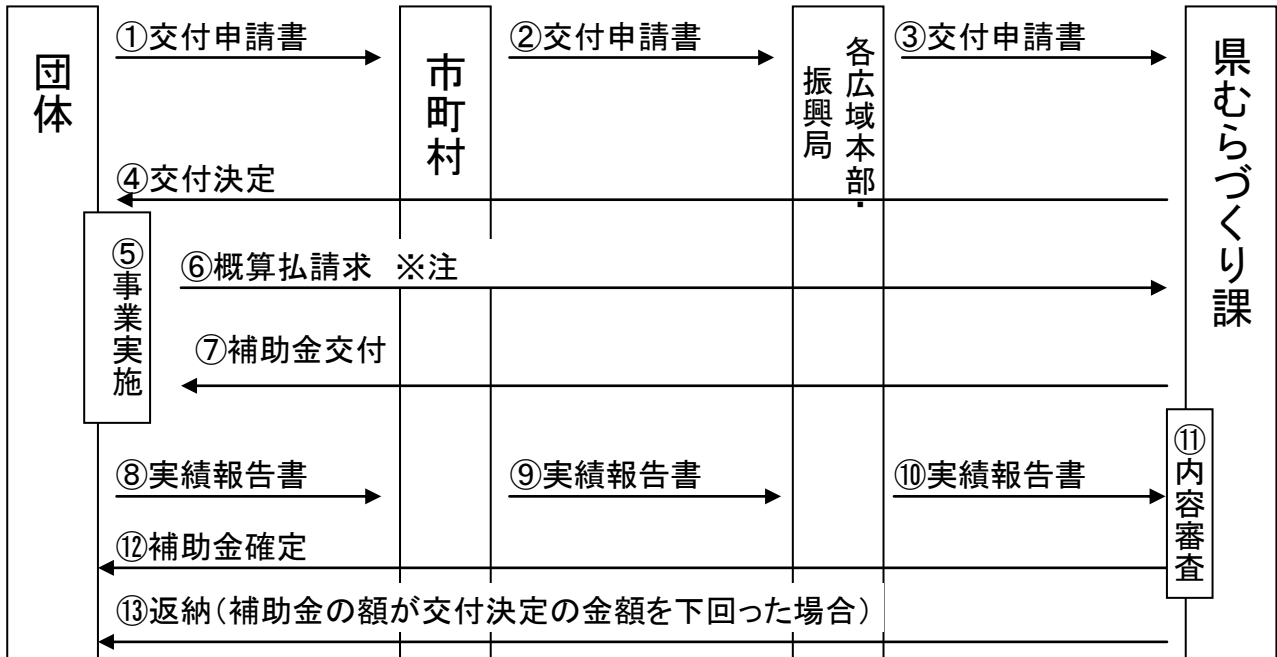 団体
市町村
各広域本部・
振興局
県むらづくり課
①交付申請書
②交付申請書
③交付申請書
④交付決定
⑤事業実施
⑥概算払請求　※注
⑦補助金交付
⑧実績報告書
⑨実績報告書
⑩実績報告書
⑪内容審査
⑫補助金確定
⑬返納（補助金の額が交付決定の金額を下回った場合）